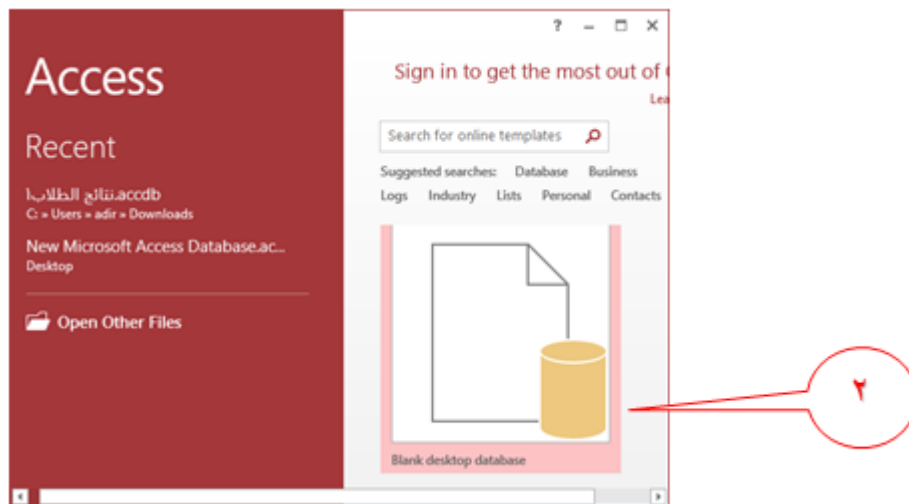 Access
Recent
نتائج الطلاب1.accdb
C: » Users » adir » Downloads
New Microsoft Access Database.ac...
Desktop
Open Other Files
?
Sign in to get the most out of
Lea
Search for online templates
Suggested searches: Database Business
Logs Industry Lists Personal Contacts
Blank desktop database
٢